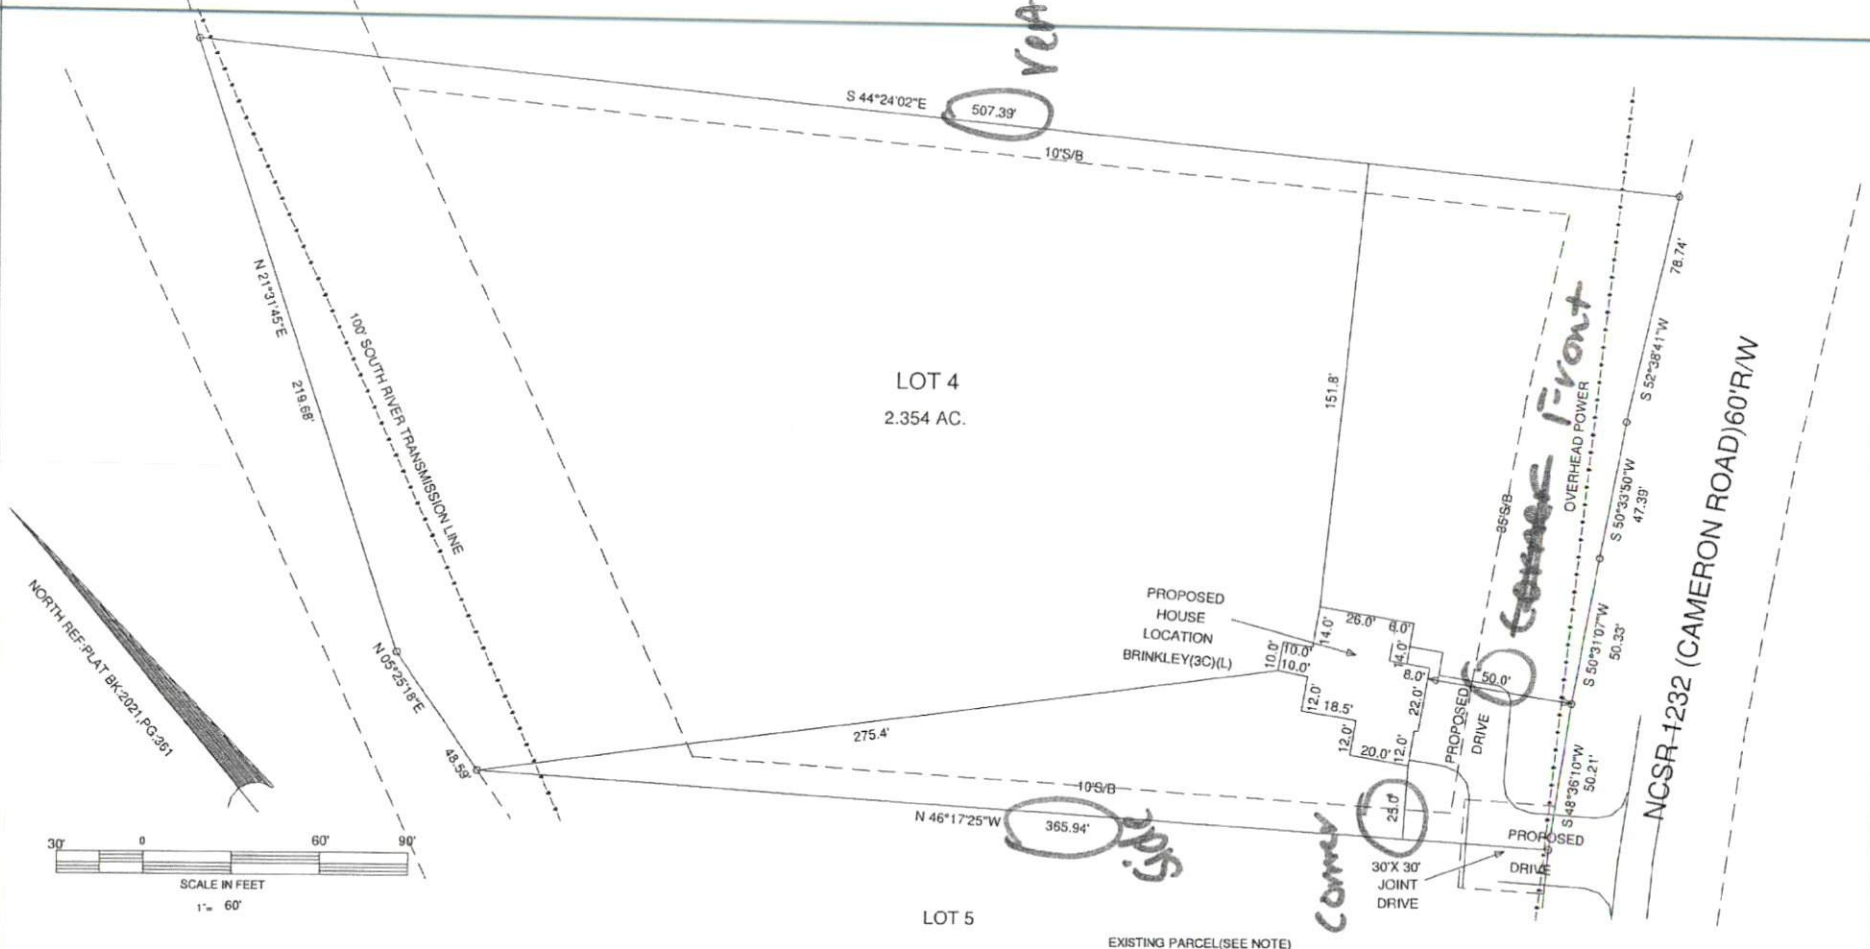 rear
S 44°24'02"E
507.39'
10'S/B
78.74'
S 52°38'41"W
N 21°31'45"E
219.68'
100' SOUTH RIVER TRANSMISSION LINE
LOT 4
2.354 AC.
151.8'
Front
OVERHEAD POWER
35'S/B
corner
S 50°33'50"W
47.39'
NCSR 1232 (CAMERON ROAD)60'R/W
NORTH REF:PLAT BK:2021,PG:361
N 05°25'18"E
48.59'
PROPOSED
HOUSE
LOCATION
BRINKLEY(3C)(L)
26.0'
6.0'
14.0'
14.0'
10.0'
10.0'
10.0'
8.0'
50.0'
S 50°31'07"W
50.33'
12.0'
18.5'
22.0'
12.0'
20.0'
12.0'
PROPOSED
DRIVE
275.4'
S 48°36'10"W
50.21'
10'S/B
N 46°17'25"W
365.94'
side
25.0'
corner
PROPOSED
DRIVE
30'X 30'
JOINT
DRIVE
30'
0
60'
90'
SCALE IN FEET
1"= 60'
LOT 5
EXISTING PARCEL(SEE NOTE)